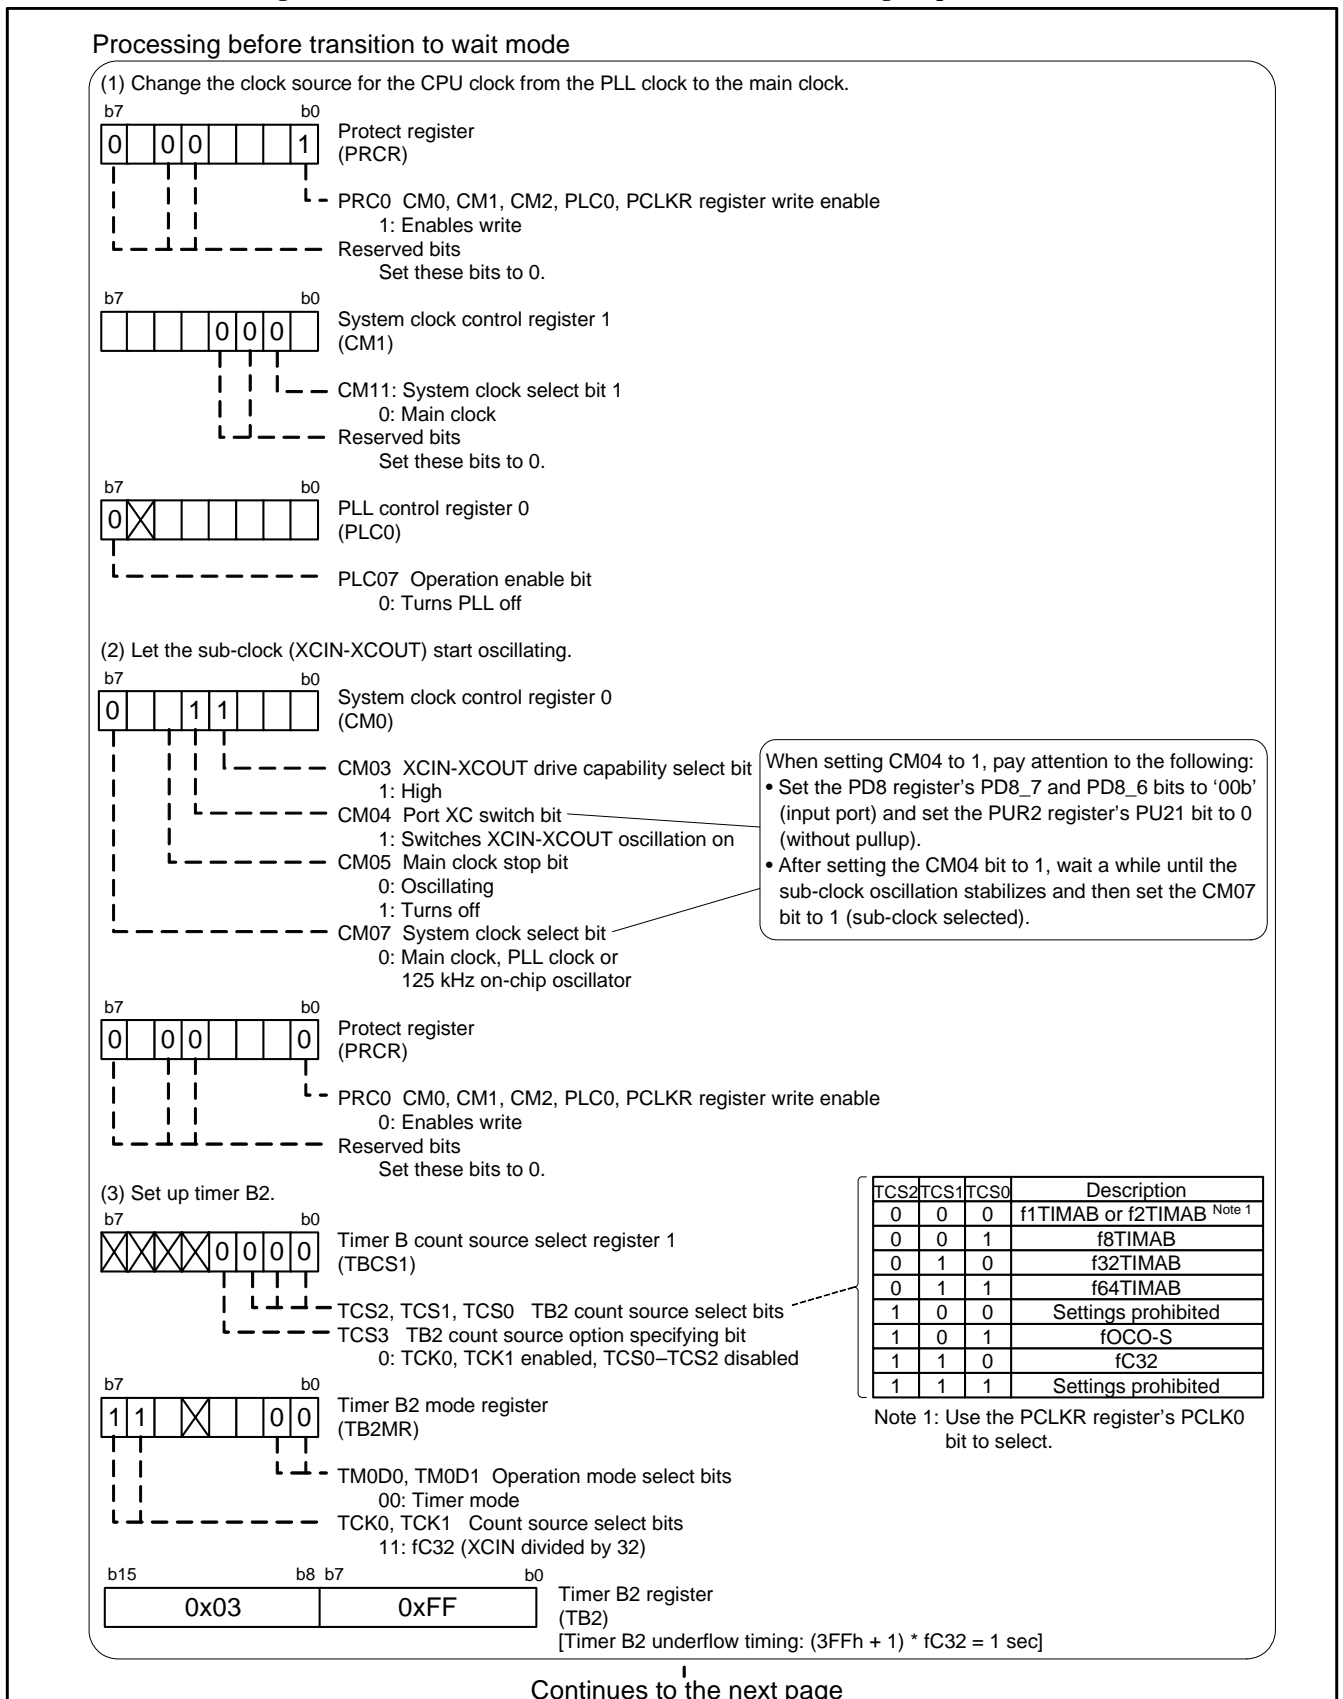 Processing before transition to wait mode
(1) Change the clock source for the CPU clock from the PLL clock to the main clock.
b7 b0
0 0 0 1
Protect register
(PRCR)
PRC0 CM0, CM1, CM2, PLC0, PCLKR register write enable
1: Enables write
Reserved bits
Set these bits to 0.
b7 b0
0 0 0
System clock control register 1
(CM1)
CM11: System clock select bit 1
0: Main clock
Reserved bits
Set these bits to 0.
b7 b0
0
PLL control register 0
(PLC0)
PLC07 Operation enable bit
0: Turns PLL off
(2) Let the sub-clock (XCIN-XCOUT) start oscillating.
b7 b0
0 1 1
System clock control register 0
(CM0)
CM03 XCIN-XCOUT drive capability select bit
1: High
CM04 Port XC switch bit
1: Switches XCIN-XCOUT oscillation on
CM05 Main clock stop bit
0: Oscillating
1: Turns off
CM07 System clock select bit
0: Main clock, PLL clock or
125 kHz on-chip oscillator
When setting CM04 to 1, pay attention to the following:
• Set the PD8 register's PD8_7 and PD8_6 bits to ‘00b’
(input port) and set the PUR2 register's PU21 bit to 0
(without pullup).
• After setting the CM04 bit to 1, wait a while until the
sub-clock oscillation stabilizes and then set the CM07
bit to 1 (sub-clock selected).
b7 b0
0 0 0 0
Protect register
(PRCR)
PRC0 CM0, CM1, CM2, PLC0, PCLKR register write enable
0: Enables write
Reserved bits
Set these bits to 0.
(3) Set up timer B2.
b7 b0
0 0 0 0
Timer B count source select register 1
(TBCS1)
TCS2, TCS1, TCS0 TB2 count source select bits
TCS3 TB2 count source option specifying bit
0: TCK0, TCK1 enabled, TCS0–TCS2 disabled
TCS2 TCS1 TCS0 Description
0 0 0 f1TIMAB or f2TIMAB Note 1
0 0 1 f8TIMAB
0 1 0 f32TIMAB
0 1 1 f64TIMAB
1 0 0 Settings prohibited
1 0 1 fOCO-S
1 1 0 fC32
1 1 1 Settings prohibited
Note 1: Use the PCLKR register's PCLK0
bit to select.
b7 b0
1 1 0 0
Timer B2 mode register
(TB2MR)
TM0D0, TM0D1 Operation mode select bits
00: Timer mode
TCK0, TCK1 Count source select bits
11: fC32 (XCIN divided by 32)
b15 b8 b7 b0
0x03 0xFF
Timer B2 register
(TB2)
[Timer B2 underflow timing: (3FFh + 1) * fC32 = 1 sec]
Continues to the next page